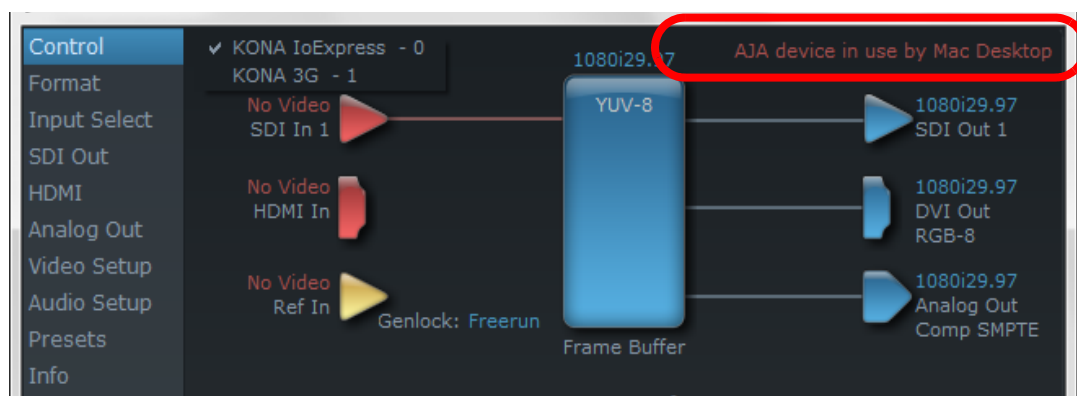 Control
Format
Input Select
SDI Out
HDMI
Analog Out
Video Setup
Audio Setup
Presets
Info
✔ KONA IoExpress - 0
KONA 3G - 1
AJA device in use by Mac Desktop
1080i29.97
YUV-8
No Video
SDI In 1
No Video
HDMI In
No Video
Ref In
Genlock: Freerun
Frame Buffer
1080i29.97
SDI Out 1
1080i29.97
DVI Out
RGB-8
1080i29.97
Analog Out
Comp SMPTE